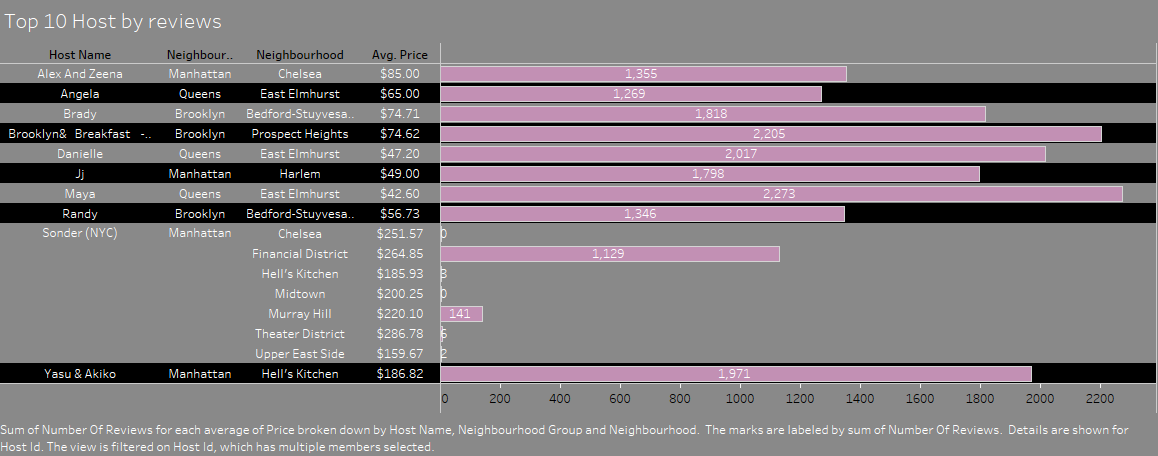 Top 10 Host by reviews
Host Name Neighbour.. Neighbourhood Avg. Price
Alex And Zeena Manhattan Chelsea $85.00 1,355
Angela Queens East Elmhurst $65.00 1,269
Brady Brooklyn Bedford-Stuyvesa.. $74.71 1,818
Brooklyn& Breakfast -.. Brooklyn Prospect Heights $74.62 2,205
Danielle Queens East Elmhurst $47.20 2,017
Jj Manhattan Harlem $49.00 1,798
Maya Queens East Elmhurst $42.60 2,273
Randy Brooklyn Bedford-Stuyvesa.. $56.73 1,346
Sonder (NYC) Manhattan Chelsea $251.57 0
Financial District $264.85 1,129
Hell's Kitchen $185.93 3
Midtown $200.25 0
Murray Hill $220.10 141
Theater District $286.78 6
Upper East Side $159.67 2
Yasu & Akiko Manhattan Hell's Kitchen $186.82 1,971
0 200 400 600 800 1000 1200 1400 1600 1800 2000 2200
Sum of Number Of Reviews for each average of Price broken down by Host Name, Neighbourhood Group and Neighbourhood. The marks are labeled by sum of Number Of Reviews. Details are shown for
Host Id. The view is filtered on Host Id, which has multiple members selected.